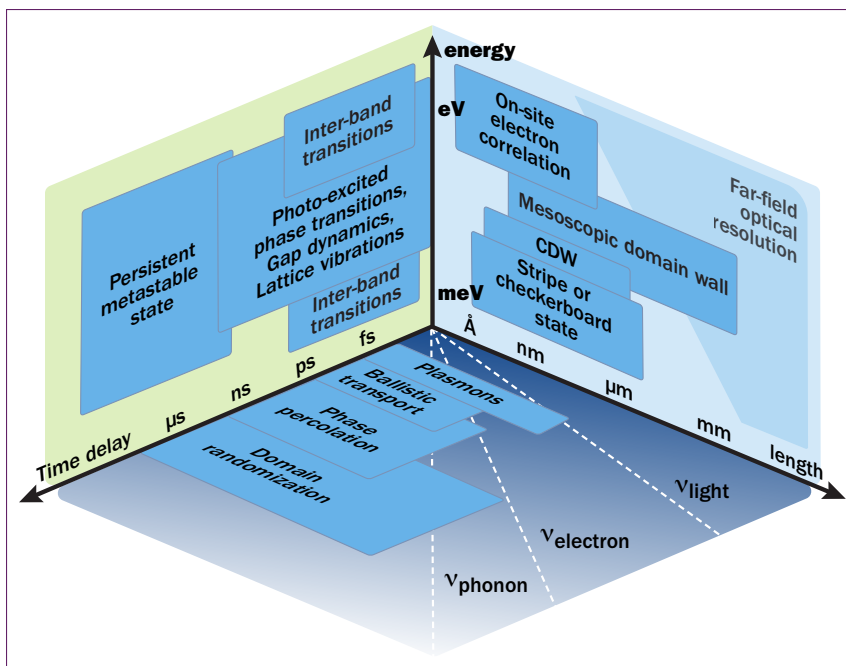 energy
eV
meV
Inter-band
transitions
Photo-excited
phase transitions,
Gap dynamics,
Lattice vibrations
Inter-band
transitions
Persistent
metastable
state
On-site
electron
correlation
Far-field
optical
resolution
Mesoscopic domain wall
CDW
Stripe or
checkerboard
state
Å
nm
µm
mm
length
fs
ps
ns
µs
Time delay
Plasmons
Ballistic
transport
Phase
percolation
Domain
randomization
νlight
νelectron
νphonon